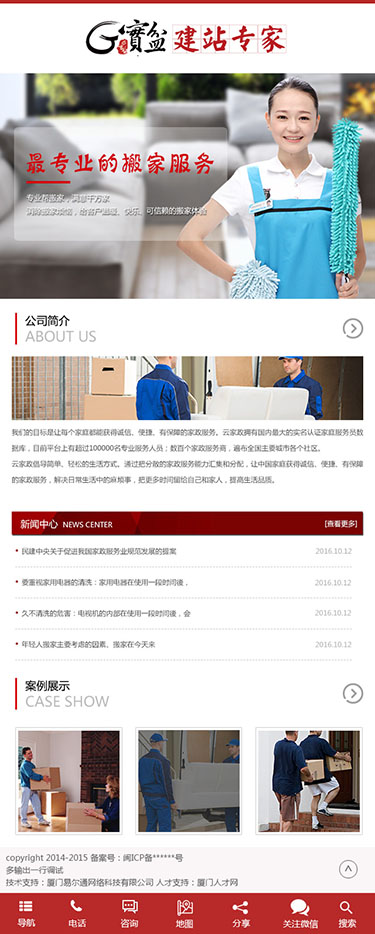 G寶盆 建站专家
最专业的搬家服务
专业帮搬家，满意千万家
消除搬家烦恼，给客户温暖、快乐、可信赖的搬家体验
公司简介
ABOUT US
我们的目标是让每个家庭都能获得诚信、便捷、有保障的家政服务。云家政拥有国内最大的实名认证家庭服务员数
据库，目前平台上有超过100000名专业服务人员；数百个家政服务商，遍布全国主要城市各个社区。
云家政倡导简单、轻松的生活方式。通过把分散的家政服务能力汇集和分配，让中国家庭获得诚信、便捷、有保障
的家政服务，解决日常生活中的麻烦事，把更多时间留给自己和家人，提高生活品质。
新闻中心 NEWS CENTER [查看更多]
民建中央关于促进我国家政服务业规范发展的提案 2016.10.12
要重视家用电器的清洗：家用电器在使用一段时间後， 2016.10.12
久不清洗的危害：电视机的内部在使用一段时间後，会 2016.10.12
年轻人搬家主要考虑的因素。搬家在今天来 2016.10.12
案例展示
CASE SHOW
copyright 2014-2015 备案号：闽ICP备******号
多输出一行调试
技术支持：厦门易尔通网络科技有限公司 人才支持：厦门人才网
导航 电话 咨询 地图 分享 关注微信 搜索